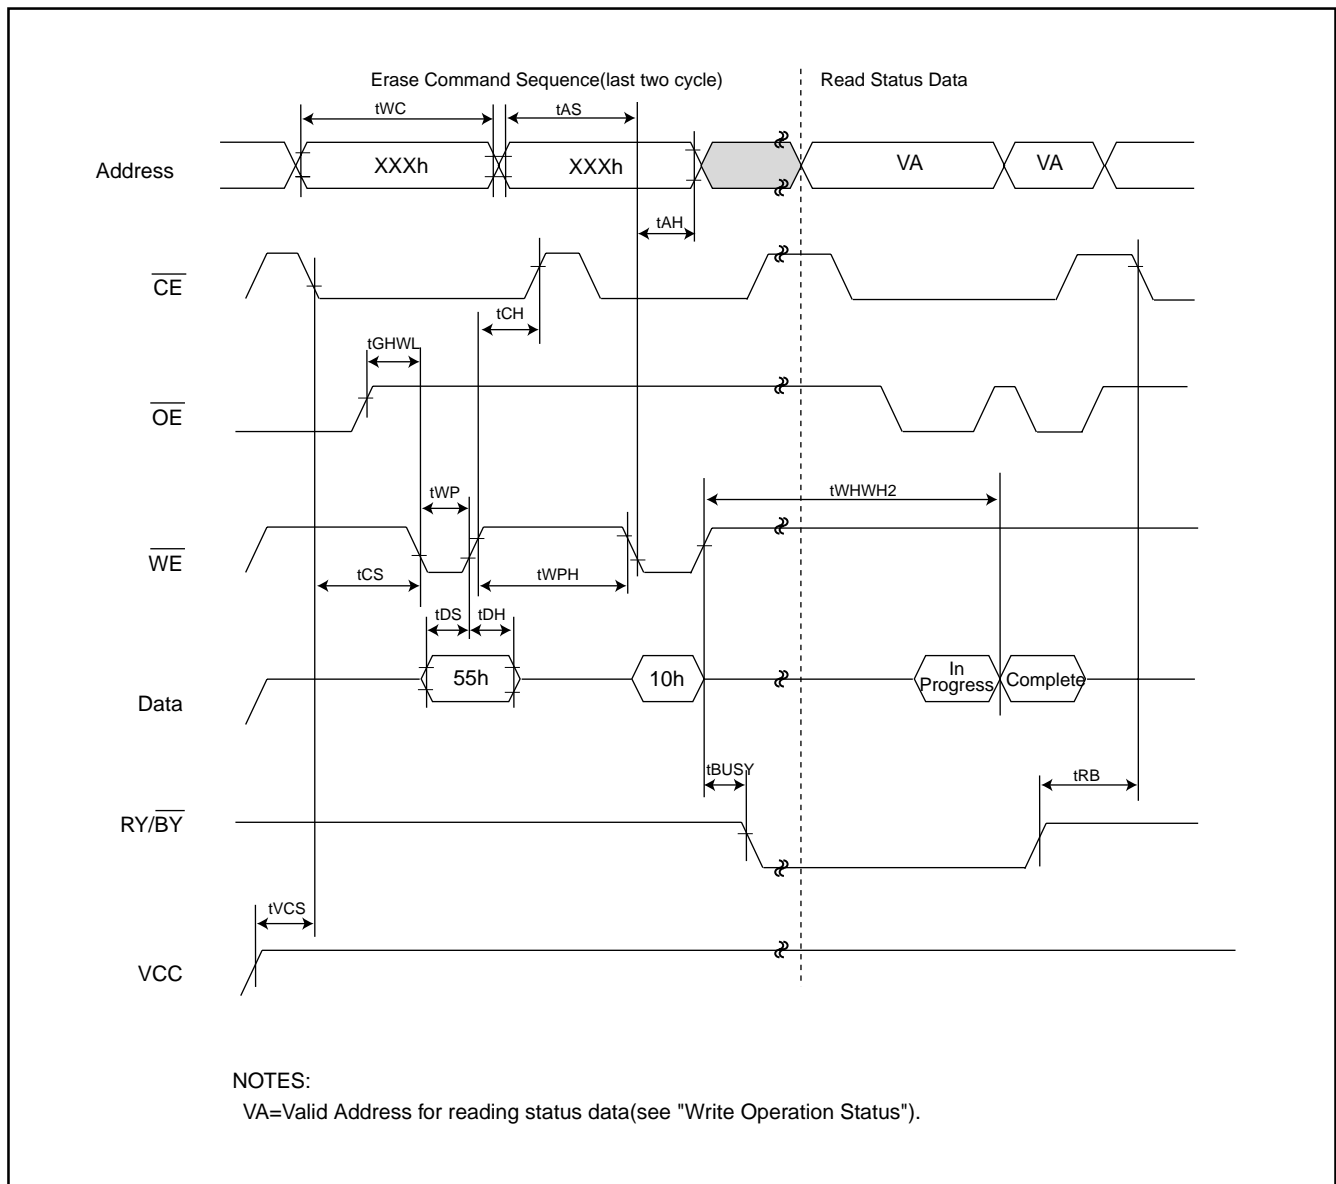 Erase Command Sequence(last two cycle)
Read Status Data
tWC
tAS
Address
XXXh
XXXh
VA
VA
tAH
CE
tCH
tGHWL
OE
tWP
tWHWH2
WE
tCS
tWPH
tDS
tDH
55h
10h
In
Progress
Complete
Data
tBUSY
tRB
RY/BY
tVCS
VCC
NOTES:
VA=Valid Address for reading status data(see "Write Operation Status").